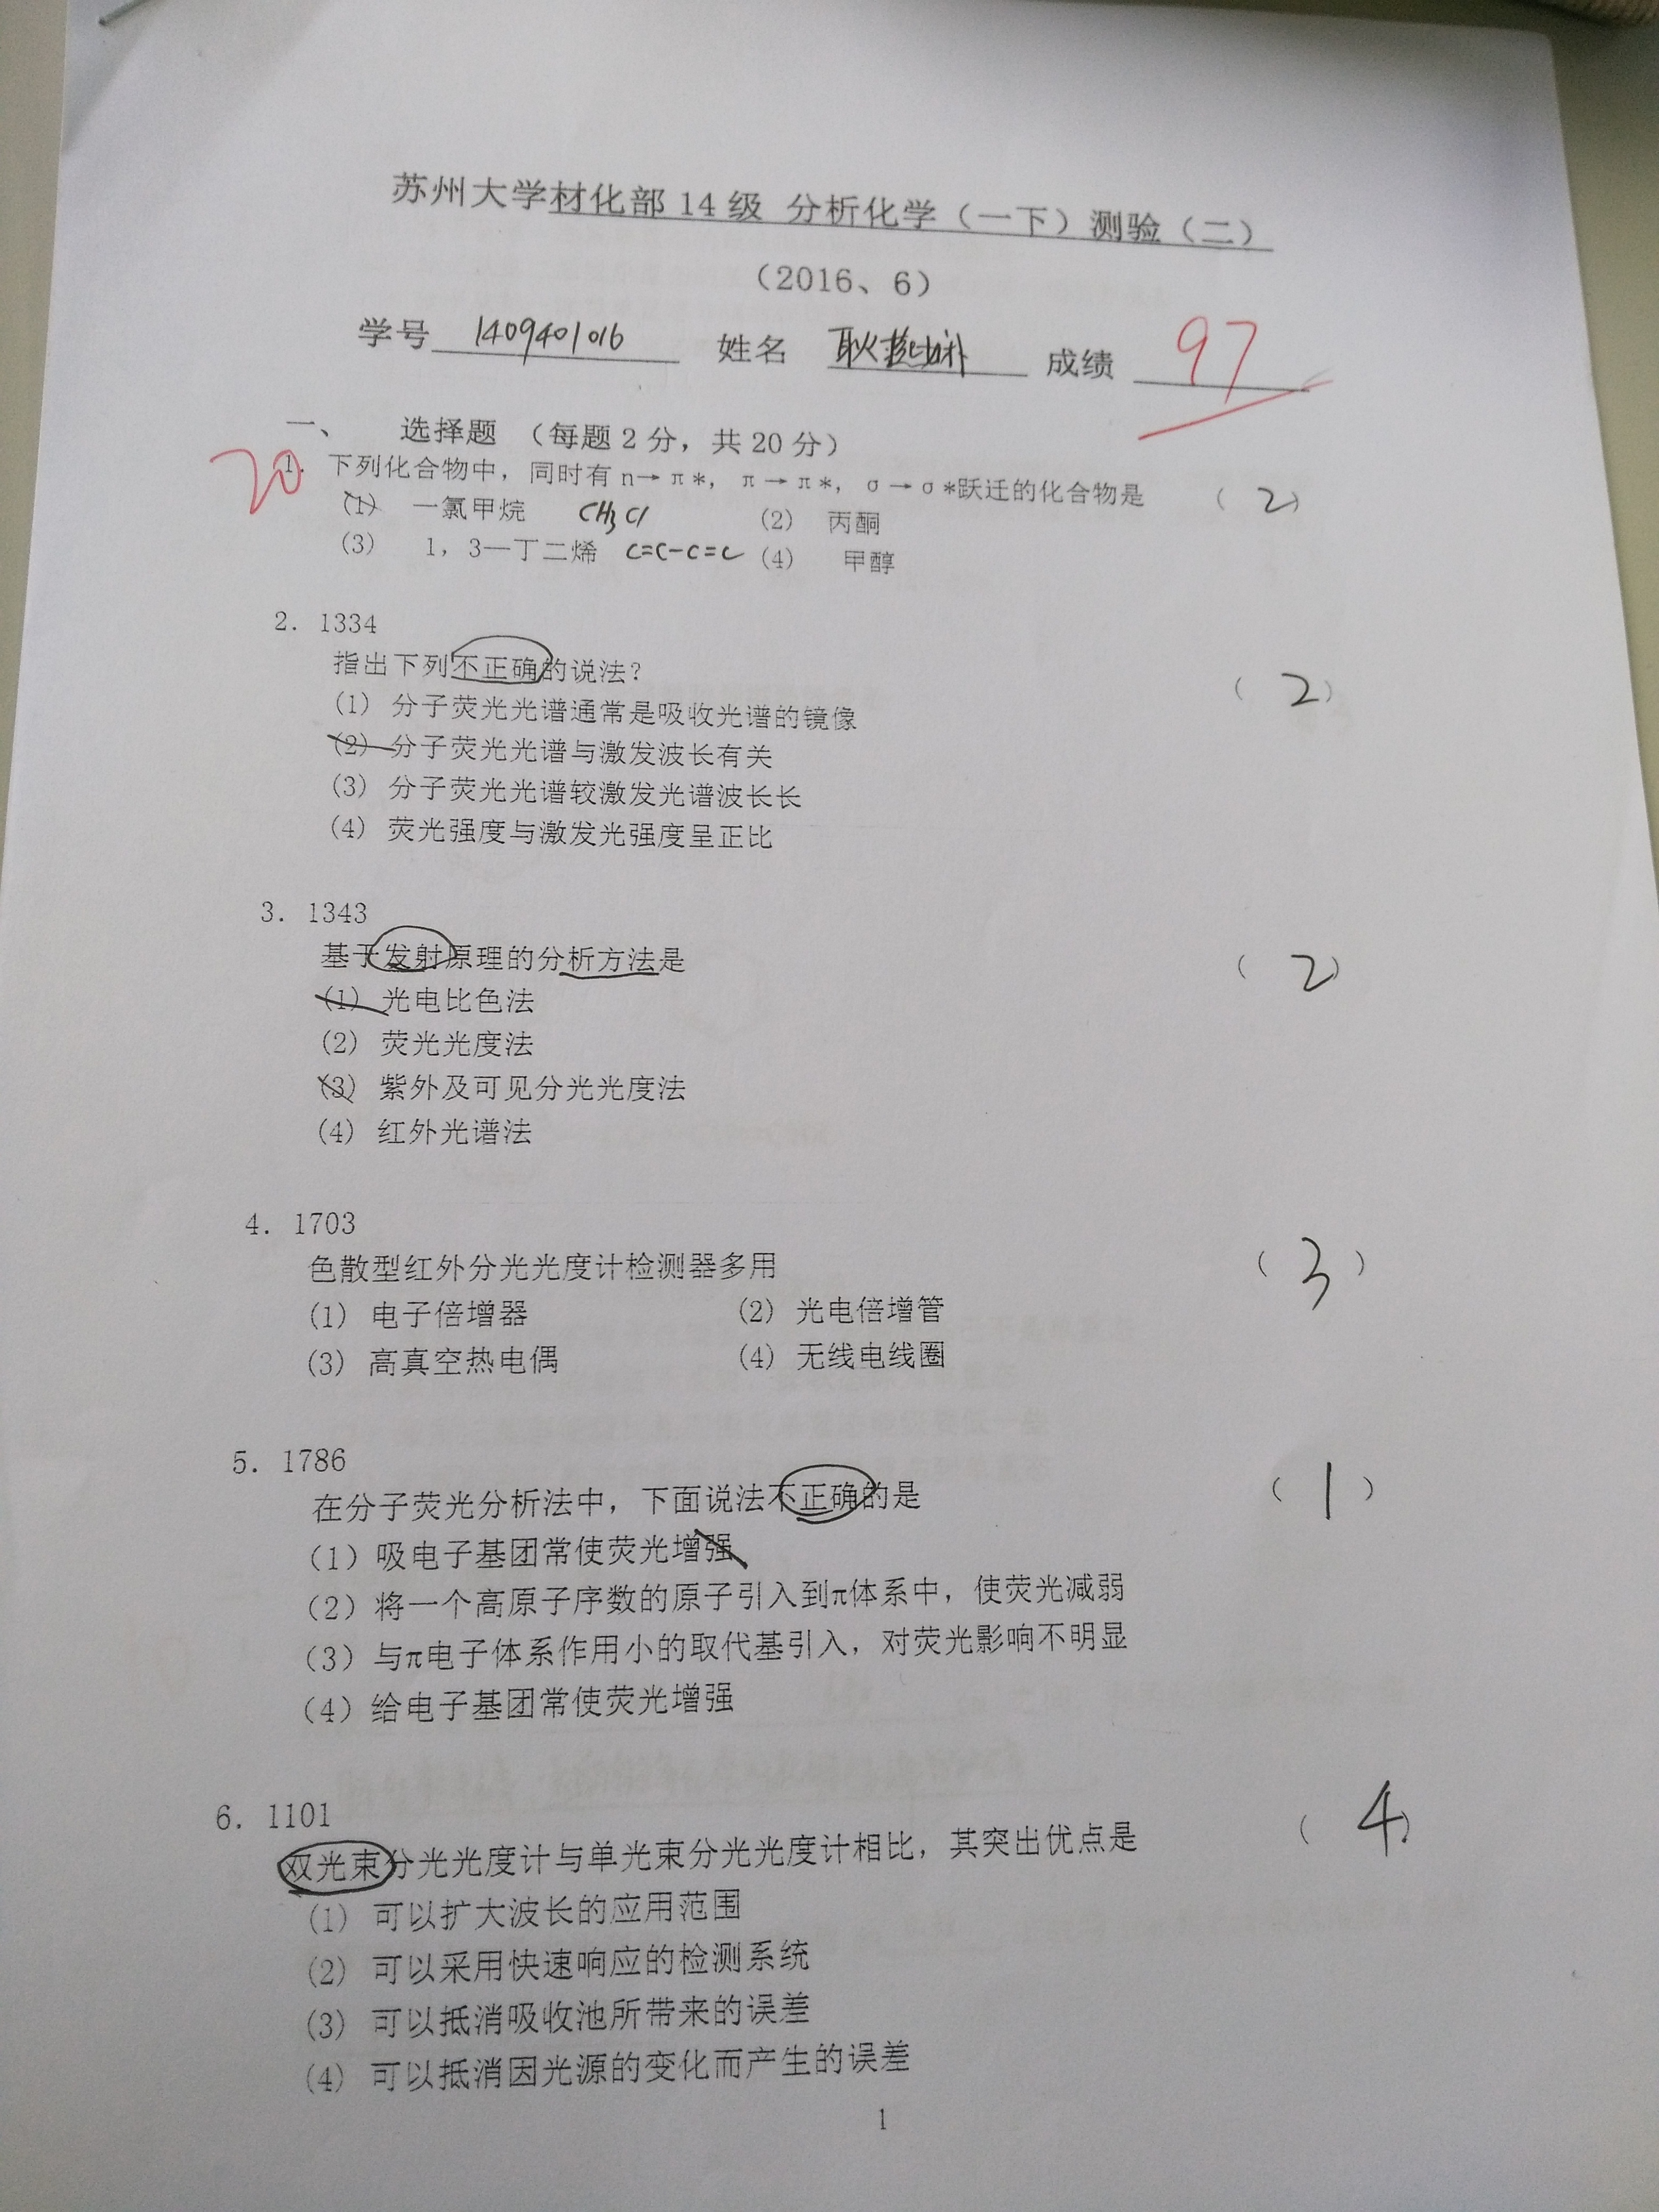 苏州大学材化部 14 级 分析化学（一下）测验（二）
（2016、6）
学号 1409401016 姓名 耿 成绩 97
一、 选择题 （每题 2 分，共 20 分）
20
1. 下列化合物中，同时有 n→π*，π→π*，σ→σ*跃迁的化合物是 （2）
(1) 一氯甲烷 CH3Cl (2) 丙酮
(3) 1，3—丁二烯 C=C-C=C (4) 甲醇
2. 1334
指出下列不正确的说法？ （2）
(1) 分子荧光光谱通常是吸收光谱的镜像
(2) 分子荧光光谱与激发波长有关
(3) 分子荧光光谱较激发光谱波长长
(4) 荧光强度与激发光强度呈正比
3. 1343
基于发射原理的分析方法是 （2）
(1) 光电比色法
(2) 荧光光度法
(3) 紫外及可见分光光度法
(4) 红外光谱法
4. 1703
色散型红外分光光度计检测器多用 （3）
(1) 电子倍增器 (2) 光电倍增管
(3) 高真空热电偶 (4) 无线电线圈
5. 1786
在分子荧光分析法中，下面说法不正确的是 （1）
(1) 吸电子基团常使荧光增强
(2) 将一个高原子序数的原子引入到π体系中，使荧光减弱
(3) 与π电子体系作用小的取代基引入，对荧光影响不明显
(4) 给电子基团常使荧光增强
6. 1101
双光束分光光度计与单光束分光光度计相比，其突出优点是 （4）
(1) 可以扩大波长的应用范围
(2) 可以采用快速响应的检测系统
(3) 可以抵消吸收池所带来的误差
(4) 可以抵消因光源的变化而产生的误差
1